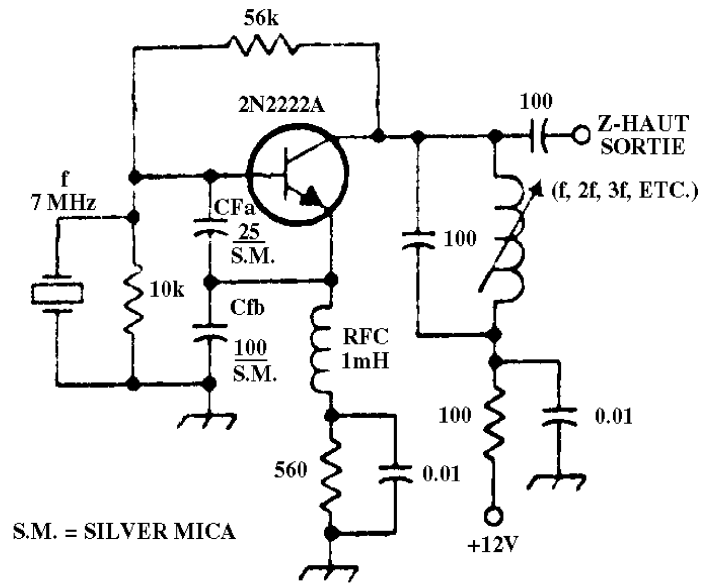 56k
2N2222A
100
Z-HAUT
SORTIE
f
7 MHz
CFa
25
S.M.
(f, 2f, 3f, ETC.)
100
10k
Cfb
100
S.M.
RFC
1mH
100
0.01
560
0.01
S.M. = SILVER MICA
+12V